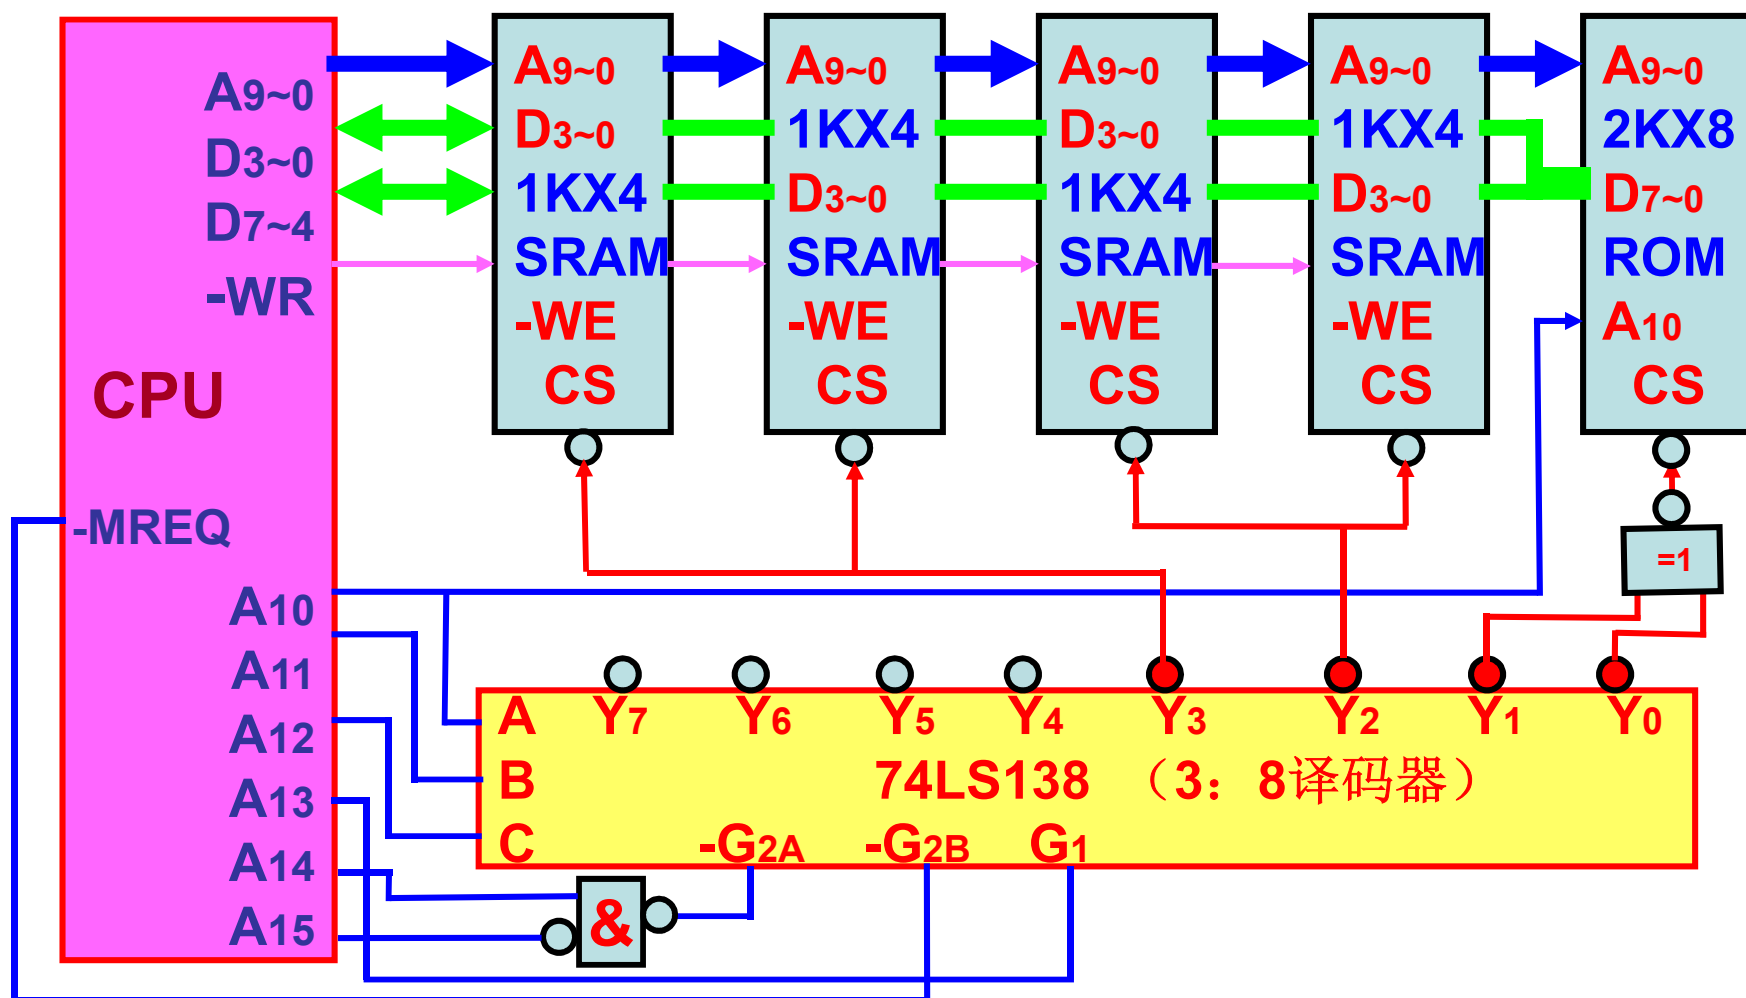 A9~0
D3~0
D7~4
-WR
CPU
-MREQ
A10
A11
A12
A13
A14
A15
A9~0
D3~0
1KX4
SRAM
-WE
CS
A9~0
1KX4
D3~0
SRAM
-WE
CS
A9~0
D3~0
1KX4
SRAM
-WE
CS
A9~0
1KX4
D3~0
SRAM
-WE
CS
A9~0
2KX8
D7~0
ROM
A10
CS
=1
A Y7 Y6 Y5 Y4 Y3 Y2 Y1 Y0
B 74LS138 （3：8译码器）
C -G2A -G2B G1
&